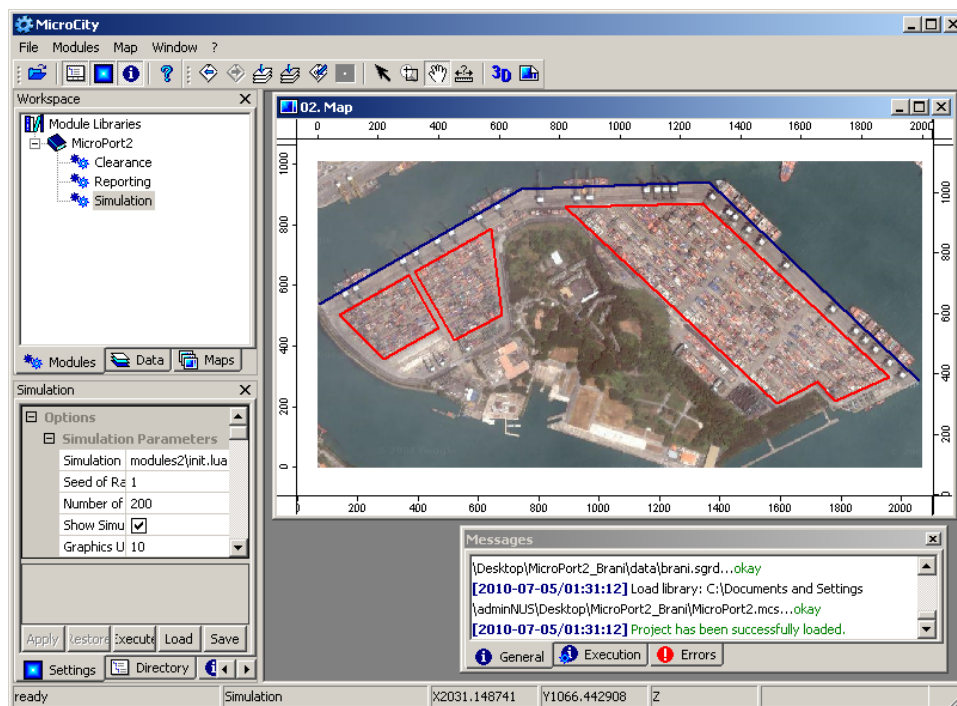 MicroCity
File Modules Map Window ?
3D
Workspace
Module Libraries
MicroPort2
Clearance
Reporting
Simulation
Modules Data Maps
02. Map
0 200 400 600 800 1000 1200 1400 1600 1800 2000
1000
800
600
400
200
0
1000
800
600
400
200
0
0 200 400 600 800 1000 1200 1400 1600 1800 2000
Simulation
Options
Simulation Parameters
Simulation modules2\init.lua
Seed of Ra 1
Number of 200
Show Simu
Graphics U 10
Apply Restore Execute Load Save
Settings Directory
Messages
\Desktop\MicroPort2_Brani\data\brani.sgrd...okay
[2010-07-05/01:31:12] Load library: C:\Documents and Settings
\adminNUS\Desktop\MicroPort2_Brani\MicroPort2.mcs...okay
[2010-07-05/01:31:12] Project has been successfully loaded.
General Execution Errors
ready Simulation X2031.148741 Y1066.442908 Z